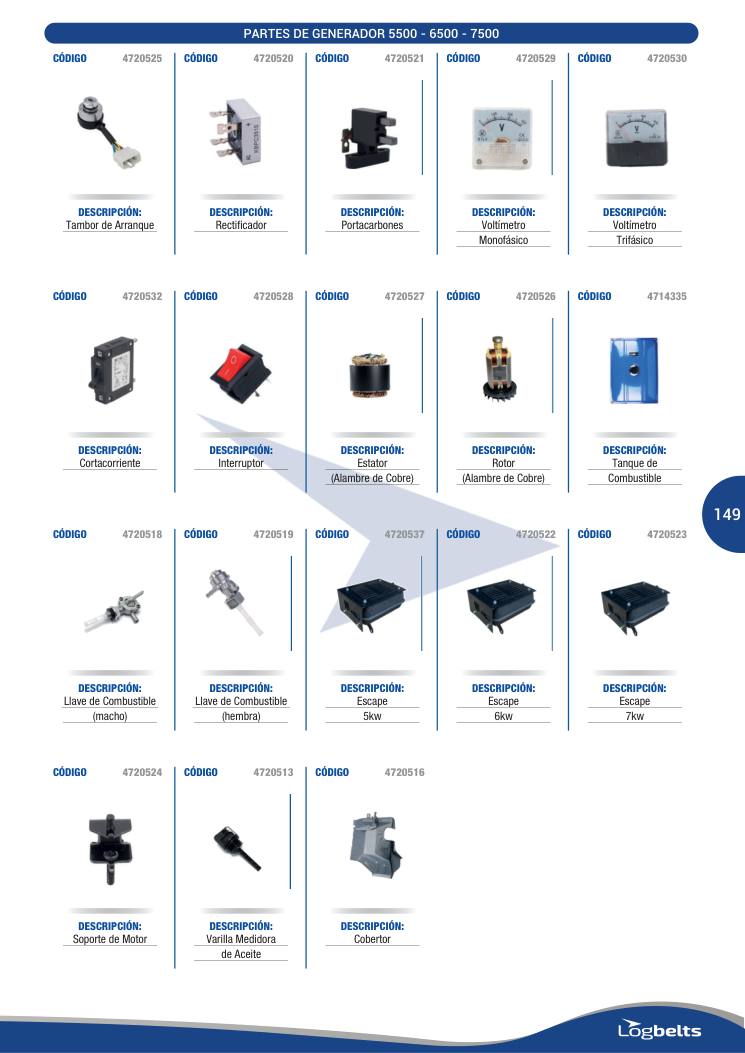 PARTES DE GENERADOR 5500 - 6500 - 7500
CÓDIGO 4720525
DESCRIPCIÓN:
Tambor de Arranque
CÓDIGO 4720520
KBPC3510
DESCRIPCIÓN:
Rectificador
CÓDIGO 4720521
DESCRIPCIÓN:
Portacarbones
CÓDIGO 4720529
V
DESCRIPCIÓN:
Voltímetro
Monofásico
CÓDIGO 4720530
V
DESCRIPCIÓN:
Voltímetro
Trifásico
CÓDIGO 4720532
DESCRIPCIÓN:
Cortacorriente
CÓDIGO 4720528
DESCRIPCIÓN:
Interruptor
CÓDIGO 4720527
DESCRIPCIÓN:
Estator
(Alambre de Cobre)
CÓDIGO 4720526
DESCRIPCIÓN:
Rotor
(Alambre de Cobre)
CÓDIGO 4714335
DESCRIPCIÓN:
Tanque de
Combustible
149
CÓDIGO 4720518
DESCRIPCIÓN:
Llave de Combustible
(macho)
CÓDIGO 4720519
DESCRIPCIÓN:
Llave de Combustible
(hembra)
CÓDIGO 4720537
DESCRIPCIÓN:
Escape
5kw
CÓDIGO 4720522
DESCRIPCIÓN:
Escape
6kw
CÓDIGO 4720523
DESCRIPCIÓN:
Escape
7kw
CÓDIGO 4720524
DESCRIPCIÓN:
Soporte de Motor
CÓDIGO 4720513
DESCRIPCIÓN:
Varilla Medidora
de Aceite
CÓDIGO 4720516
DESCRIPCIÓN:
Cobertor
Logbelts